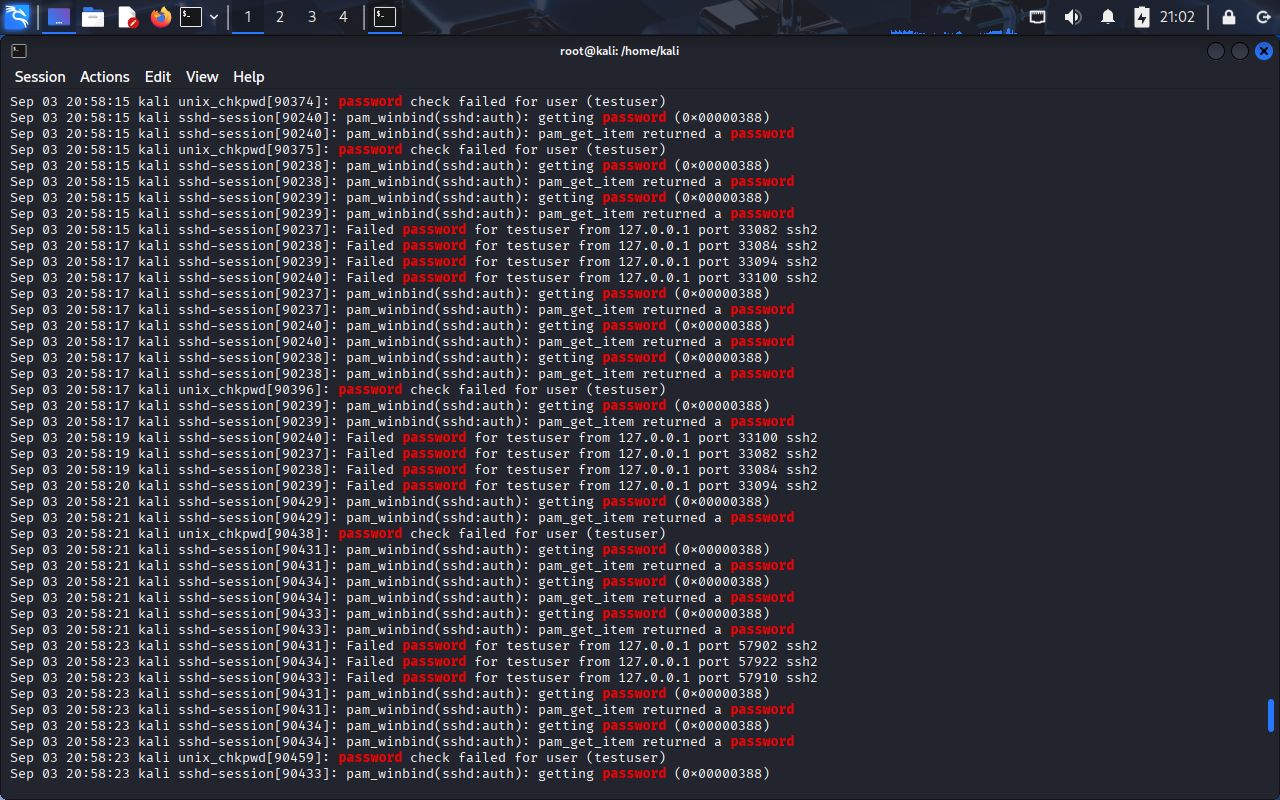 1 2 3 4 21:02
root@kali: /home/kali
Session Actions Edit View Help
Sep 03 20:58:15 kali unix_chkpwd[90374]: password check failed for user (testuser)
Sep 03 20:58:15 kali sshd-session[90240]: pam_winbind(sshd:auth): getting password (0×00000388)
Sep 03 20:58:15 kali sshd-session[90240]: pam_winbind(sshd:auth): pam_get_item returned a password
Sep 03 20:58:15 kali unix_chkpwd[90375]: password check failed for user (testuser)
Sep 03 20:58:15 kali sshd-session[90238]: pam_winbind(sshd:auth): getting password (0×00000388)
Sep 03 20:58:15 kali sshd-session[90238]: pam_winbind(sshd:auth): pam_get_item returned a password
Sep 03 20:58:15 kali sshd-session[90239]: pam_winbind(sshd:auth): getting password (0×00000388)
Sep 03 20:58:15 kali sshd-session[90239]: pam_winbind(sshd:auth): pam_get_item returned a password
Sep 03 20:58:15 kali sshd-session[90237]: Failed password for testuser from 127.0.0.1 port 33082 ssh2
Sep 03 20:58:17 kali sshd-session[90238]: Failed password for testuser from 127.0.0.1 port 33084 ssh2
Sep 03 20:58:17 kali sshd-session[90239]: Failed password for testuser from 127.0.0.1 port 33094 ssh2
Sep 03 20:58:17 kali sshd-session[90240]: Failed password for testuser from 127.0.0.1 port 33100 ssh2
Sep 03 20:58:17 kali sshd-session[90237]: pam_winbind(sshd:auth): getting password (0×00000388)
Sep 03 20:58:17 kali sshd-session[90237]: pam_winbind(sshd:auth): pam_get_item returned a password
Sep 03 20:58:17 kali sshd-session[90240]: pam_winbind(sshd:auth): getting password (0×00000388)
Sep 03 20:58:17 kali sshd-session[90240]: pam_winbind(sshd:auth): pam_get_item returned a password
Sep 03 20:58:17 kali sshd-session[90238]: pam_winbind(sshd:auth): getting password (0×00000388)
Sep 03 20:58:17 kali sshd-session[90238]: pam_winbind(sshd:auth): pam_get_item returned a password
Sep 03 20:58:17 kali unix_chkpwd[90396]: password check failed for user (testuser)
Sep 03 20:58:17 kali sshd-session[90239]: pam_winbind(sshd:auth): getting password (0×00000388)
Sep 03 20:58:17 kali sshd-session[90239]: pam_winbind(sshd:auth): pam_get_item returned a password
Sep 03 20:58:19 kali sshd-session[90240]: Failed password for testuser from 127.0.0.1 port 33100 ssh2
Sep 03 20:58:19 kali sshd-session[90237]: Failed password for testuser from 127.0.0.1 port 33082 ssh2
Sep 03 20:58:19 kali sshd-session[90238]: Failed password for testuser from 127.0.0.1 port 33084 ssh2
Sep 03 20:58:20 kali sshd-session[90239]: Failed password for testuser from 127.0.0.1 port 33094 ssh2
Sep 03 20:58:21 kali sshd-session[90429]: pam_winbind(sshd:auth): getting password (0×00000388)
Sep 03 20:58:21 kali sshd-session[90429]: pam_winbind(sshd:auth): pam_get_item returned a password
Sep 03 20:58:21 kali unix_chkpwd[90438]: password check failed for user (testuser)
Sep 03 20:58:21 kali sshd-session[90431]: pam_winbind(sshd:auth): getting password (0×00000388)
Sep 03 20:58:21 kali sshd-session[90431]: pam_winbind(sshd:auth): pam_get_item returned a password
Sep 03 20:58:21 kali sshd-session[90434]: pam_winbind(sshd:auth): getting password (0×00000388)
Sep 03 20:58:21 kali sshd-session[90434]: pam_winbind(sshd:auth): pam_get_item returned a password
Sep 03 20:58:21 kali sshd-session[90433]: pam_winbind(sshd:auth): getting password (0×00000388)
Sep 03 20:58:21 kali sshd-session[90433]: pam_winbind(sshd:auth): pam_get_item returned a password
Sep 03 20:58:23 kali sshd-session[90431]: Failed password for testuser from 127.0.0.1 port 57902 ssh2
Sep 03 20:58:23 kali sshd-session[90434]: Failed password for testuser from 127.0.0.1 port 57922 ssh2
Sep 03 20:58:23 kali sshd-session[90433]: Failed password for testuser from 127.0.0.1 port 57910 ssh2
Sep 03 20:58:23 kali sshd-session[90431]: pam_winbind(sshd:auth): getting password (0×00000388)
Sep 03 20:58:23 kali sshd-session[90431]: pam_winbind(sshd:auth): pam_get_item returned a password
Sep 03 20:58:23 kali sshd-session[90434]: pam_winbind(sshd:auth): getting password (0×00000388)
Sep 03 20:58:23 kali sshd-session[90434]: pam_winbind(sshd:auth): pam_get_item returned a password
Sep 03 20:58:23 kali unix_chkpwd[90459]: password check failed for user (testuser)
Sep 03 20:58:23 kali sshd-session[90433]: pam_winbind(sshd:auth): getting password (0×00000388)